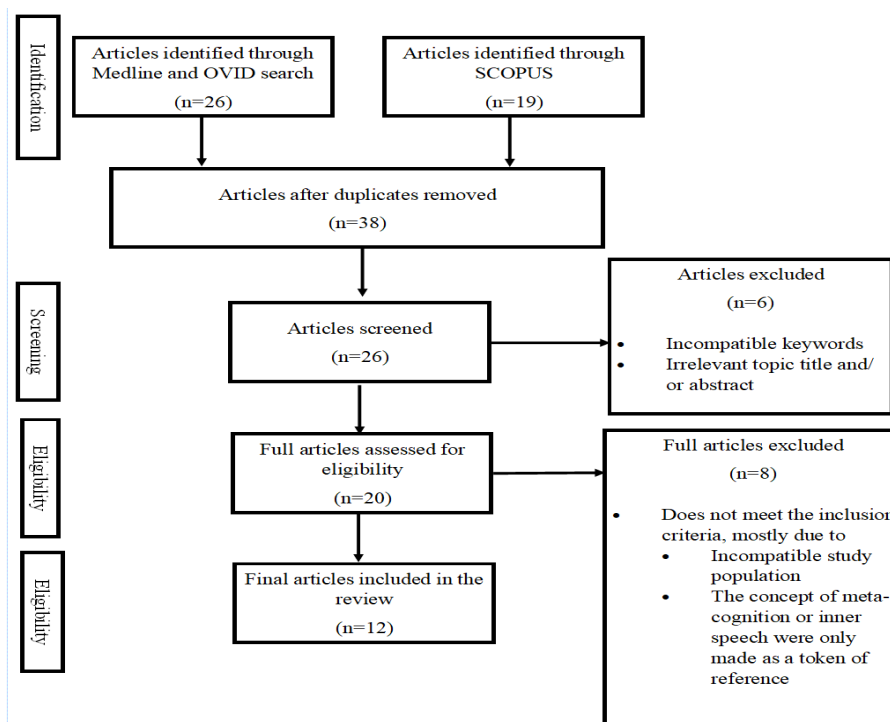 Identification
Articles identified through
Medline and OVID search
(n=26)
Articles identified through
SCOPUS
(n=19)
Articles after duplicates removed
(n=38)
Screening
Articles screened
(n=26)
Articles excluded
(n=6)
• Incompatible keywords
• Irrelevant topic title and/
or abstract
Eligibility
Full articles assessed for
eligibility
(n=20)
Full articles excluded
(n=8)
• Does not meet the inclusion
criteria, mostly due to
• Incompatible study
population
• The concept of meta-
cognition or inner
speech were only
made as a token of
reference
Eligibility
Final articles included in the
review
(n=12)